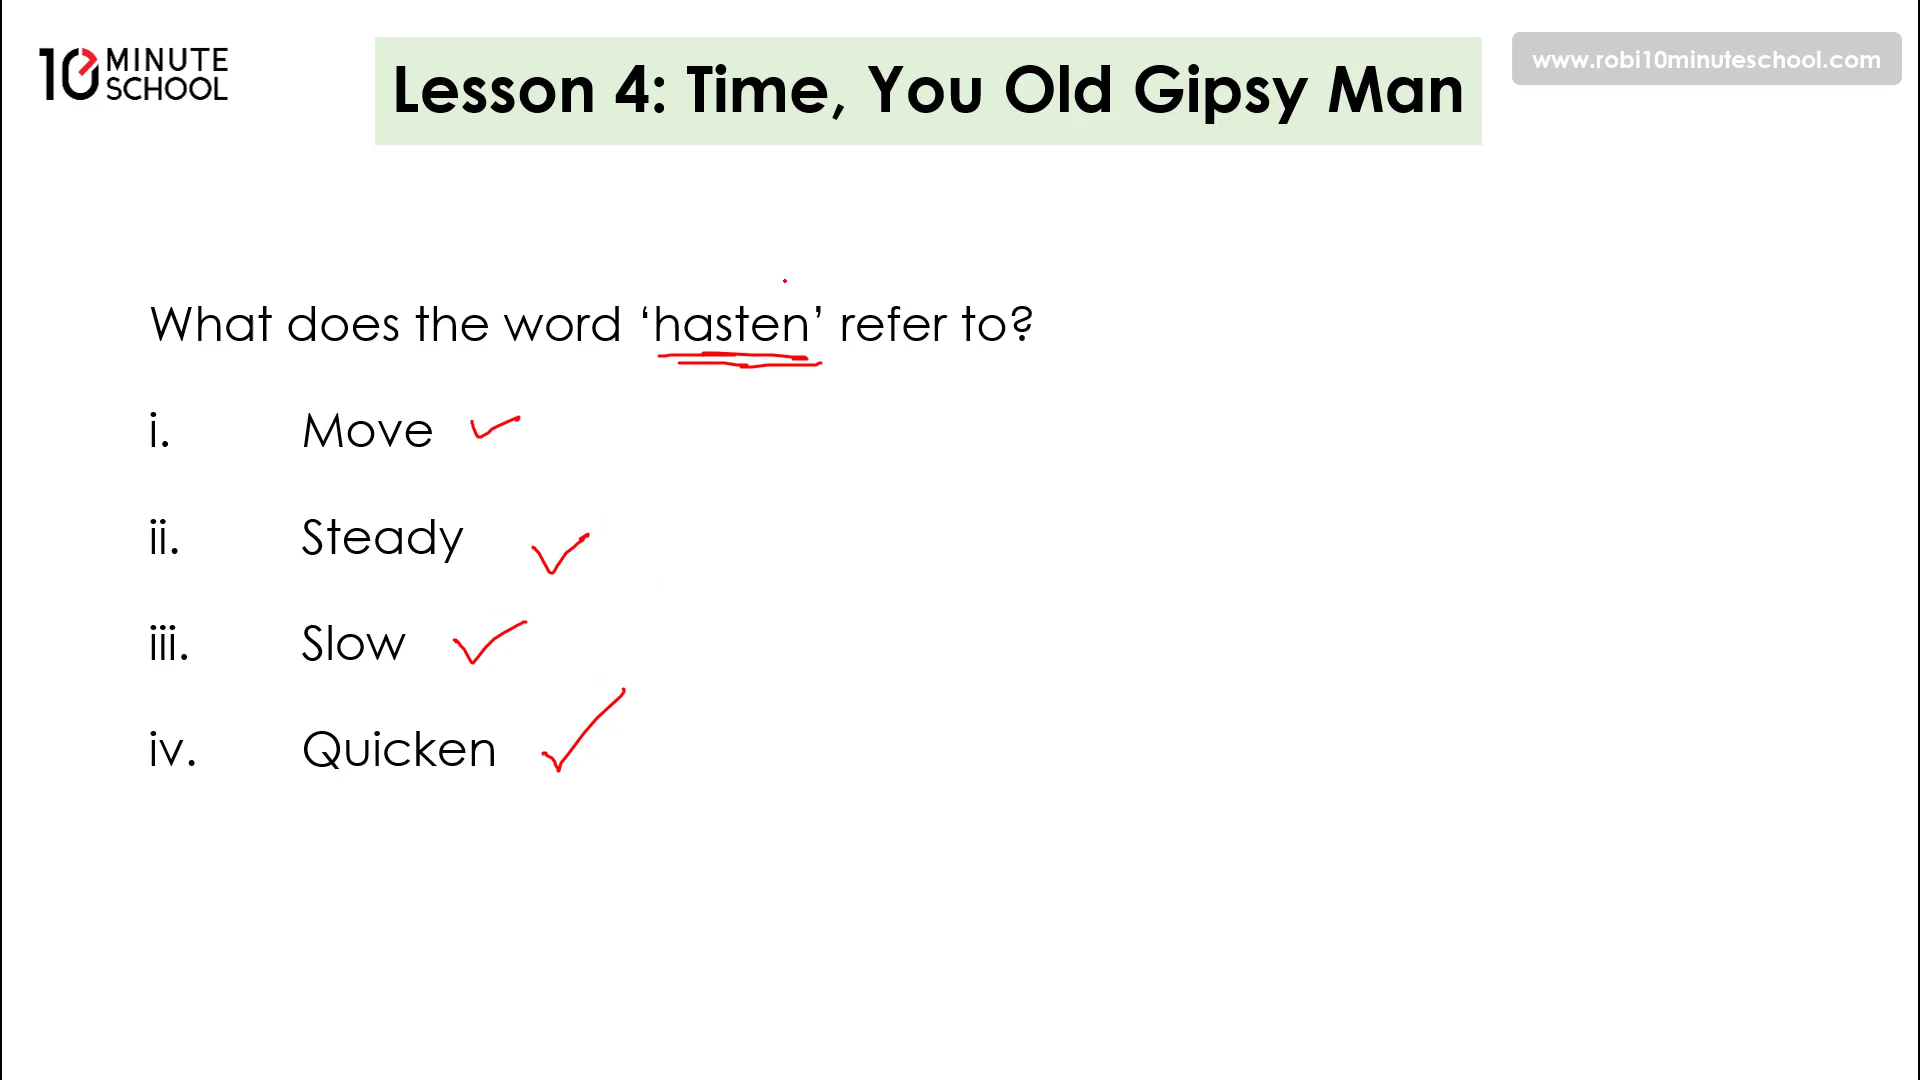 10 MINUTE SCHOOL
Lesson 4: Time, You Old Gipsy Man
www.robi10minuteschool.com
What does the word ‘hasten’ refer to?
i. Move
ii. Steady
iii. Slow
iv. Quicken